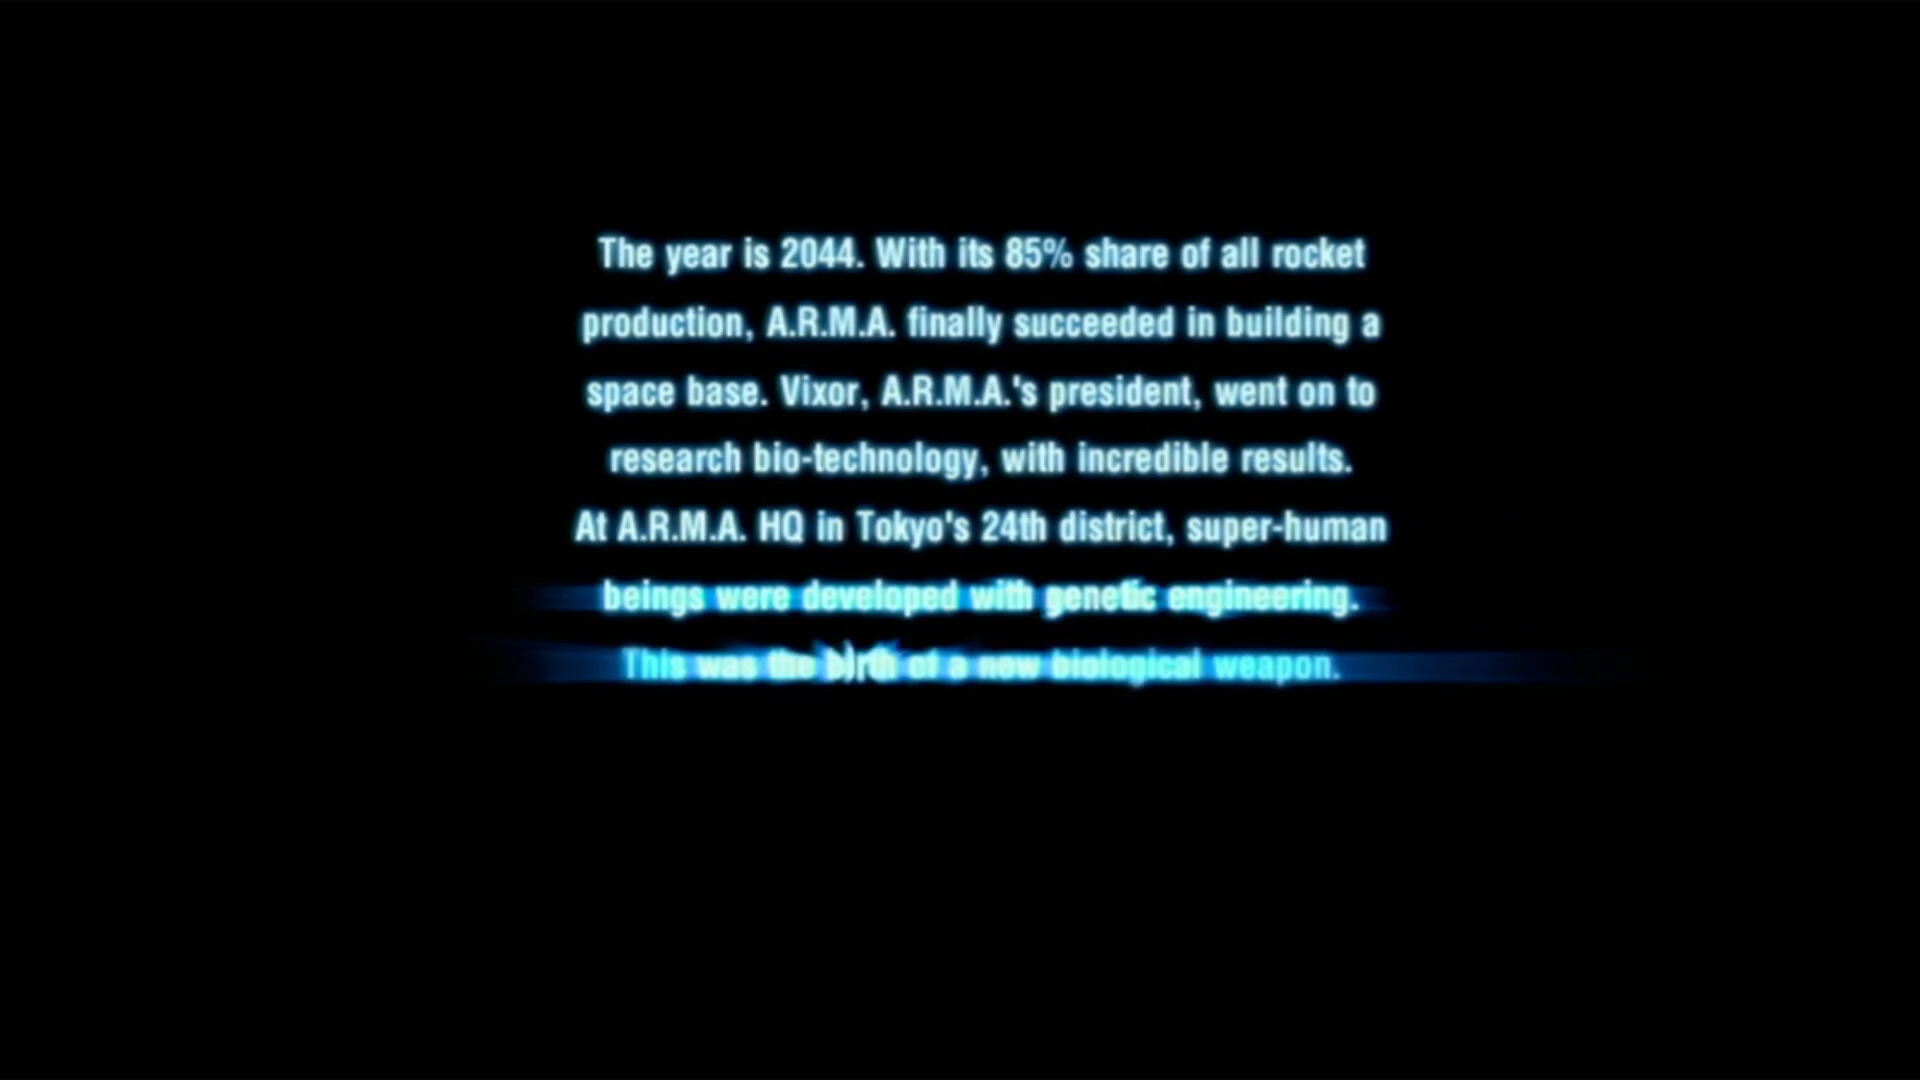 The year is 2044. With its 85% share of all rocket
production, A.R.M.A. finally succeeded in building a
space base. Vixor, A.R.M.A.'s president, went on to
research bio-technology, with incredible results.
At A.R.M.A. HQ in Tokyo's 24th district, super-human
beings were developed with genetic engineering.
This was the birth of a new biological weapon.